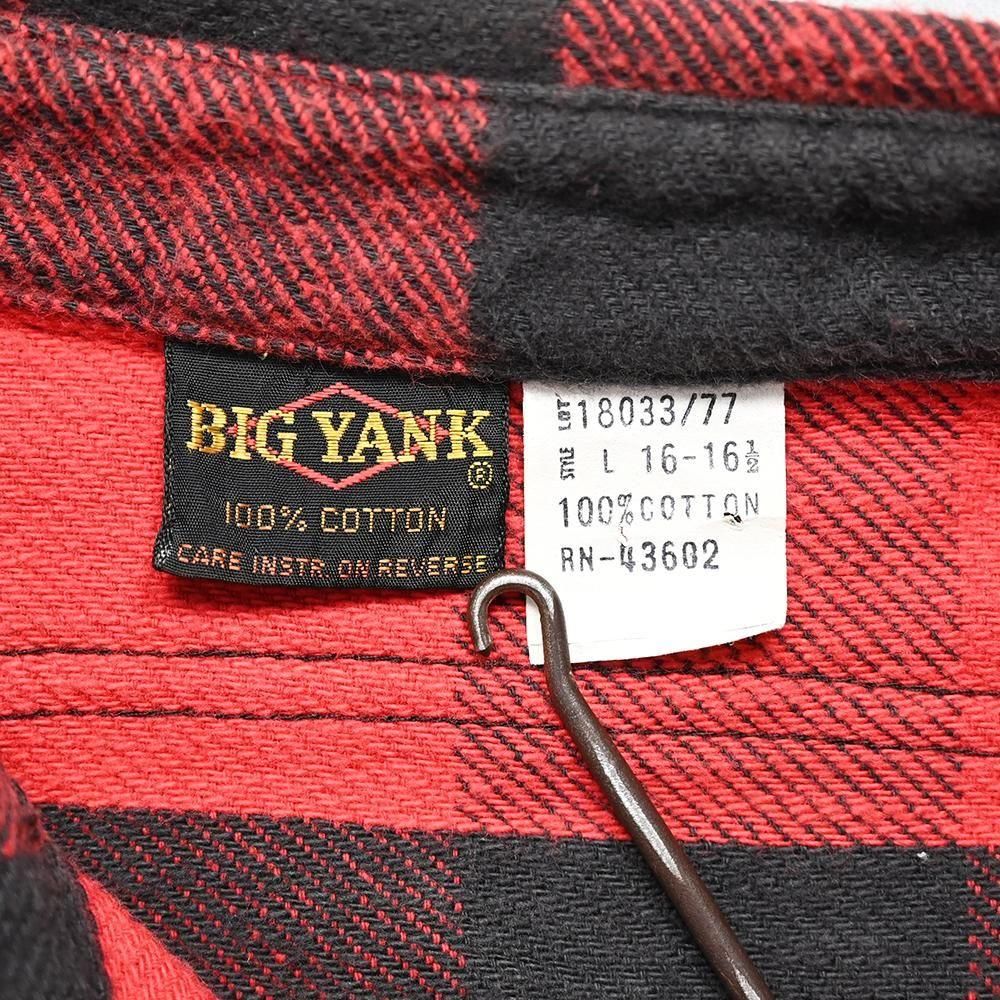 BIG YANK
®
100% COTTON
CARE INSTR. ON REVERSE
LOT 18033/77
STYLE L 16-16½
100% COTTON
RN-43602